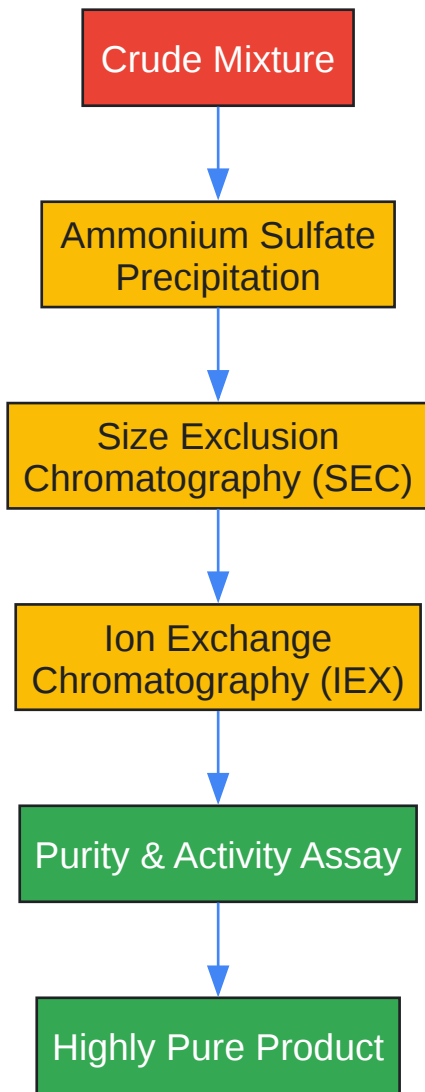 Crude Mixture
Ammonium Sulfate
Precipitation
Size Exclusion
Chromatography (SEC)
Ion Exchange
Chromatography (IEX)
Purity & Activity Assay
Highly Pure Product